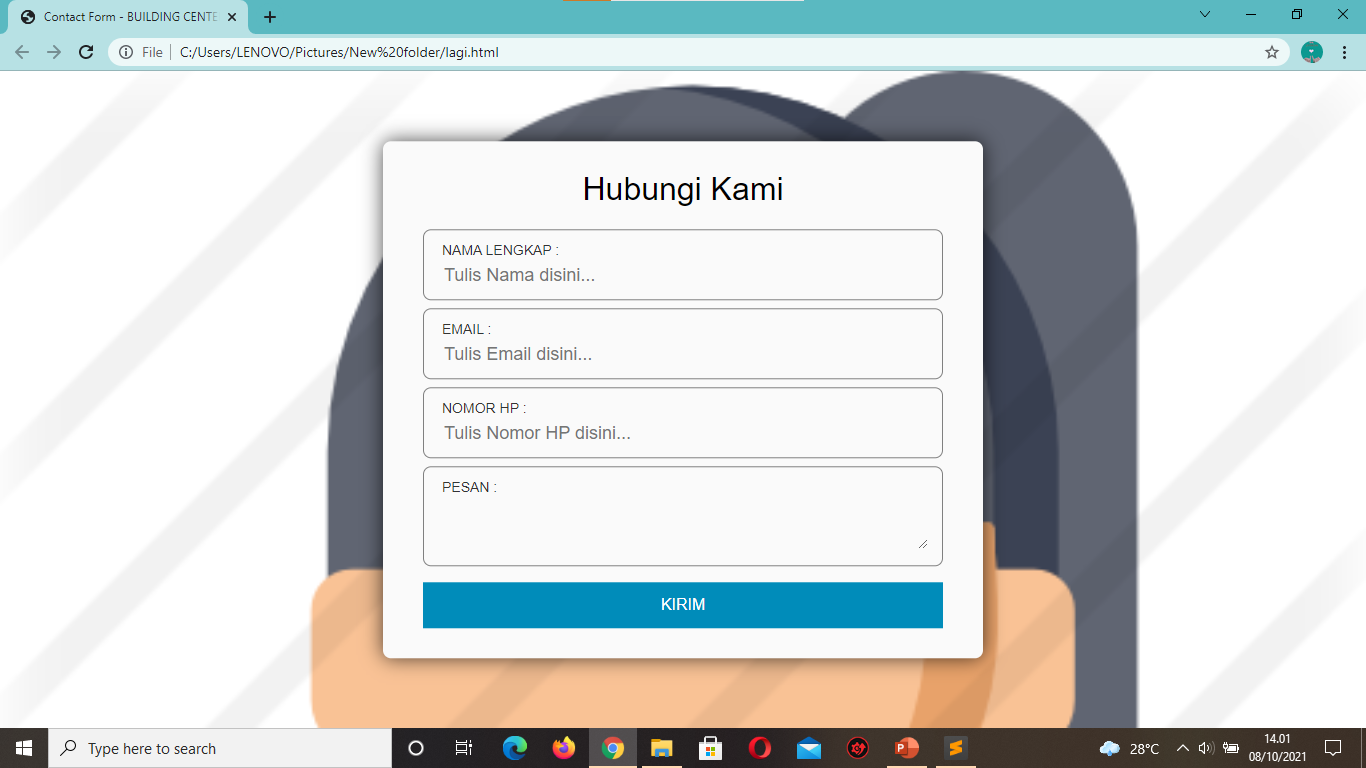 Contact Form - BUILDING CENTE
File
C:/Users/LENOVO/Pictures/New%20folder/lagi.html
Hubungi Kami
NAMA LENGKAP :
Tulis Nama disini...
EMAIL :
Tulis Email disini...
NOMOR HP :
Tulis Nomor HP disini...
PESAN :
KIRIM
Type here to search
28°C
14.01
08/10/2021